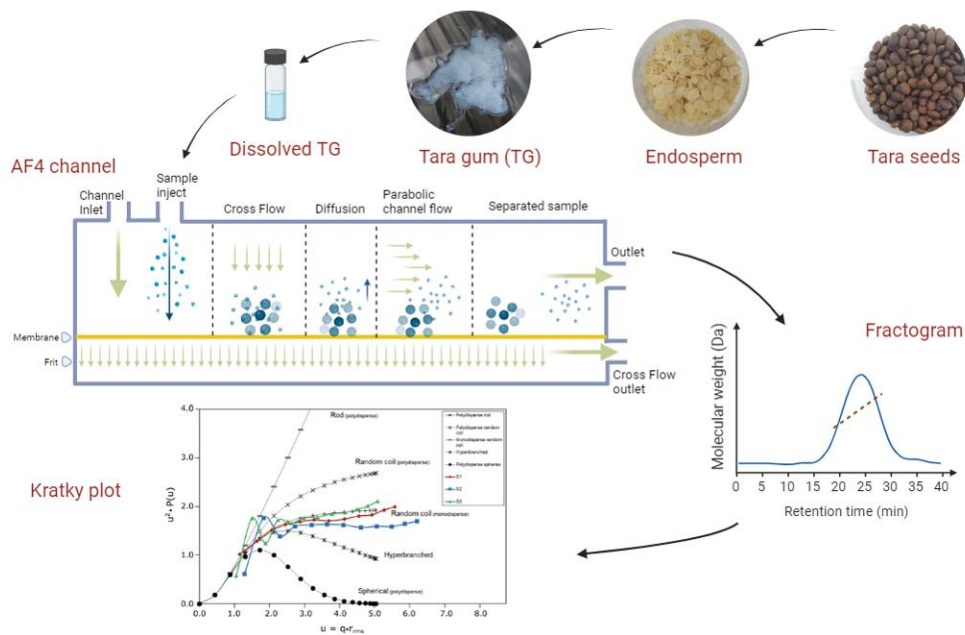 Dissolved TG
Tara gum (TG)
Endosperm
Tara seeds
AF4 channel
Channel
Inlet
Sample
inject
Cross Flow
Diffusion
Parabolic
channel flow
Separated sample
Outlet
Membrane
Frit
Cross Flow
outlet
Fractogram
Molecular weight (Da)
0 5 10 15 20 25 30 35 40
Retention time (min)
Kratky plot
u²· P(u)
4.0
3.0
2.0
1.0
0.0
0.0 1.0 2.0 3.0 4.0 5.0 6.0 7.0 8.0
u = q·rrms
Rod (polydisperse)
Random coil (polydisperse)
Random coil (monodisperse)
Hyperbranched
Spherical (polydisperse)
Polydisperse rod
Polydisperse random
coil
Monodisperse random
coil
Hyperbranched
Polydisperse spheres